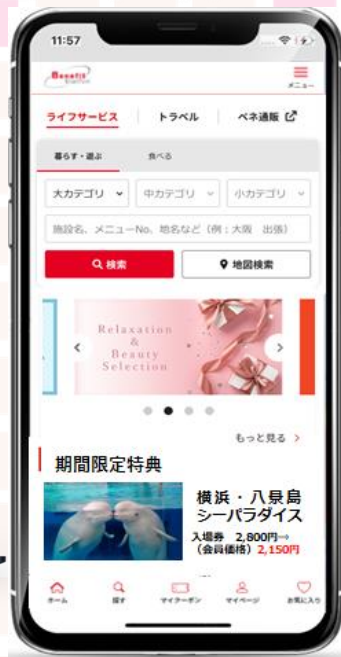 11:57
Benefit
メニュー
ライフサービス トラベル ベネ通販
暮らす・遊ぶ 食べる
大カテゴリ 中カテゴリ 小カテゴリ
施設名、メニューNo、地名など（例：大阪 出張）
検索 地図検索
Relaxation
&
Beauty
Selection
もっと見る >
期間限定特典
横浜・八景島
シーパラダイス
入場券 2,800円⇒
（会員価格）2,150円
ホーム 探す マイクーポン マイページ お気に入り